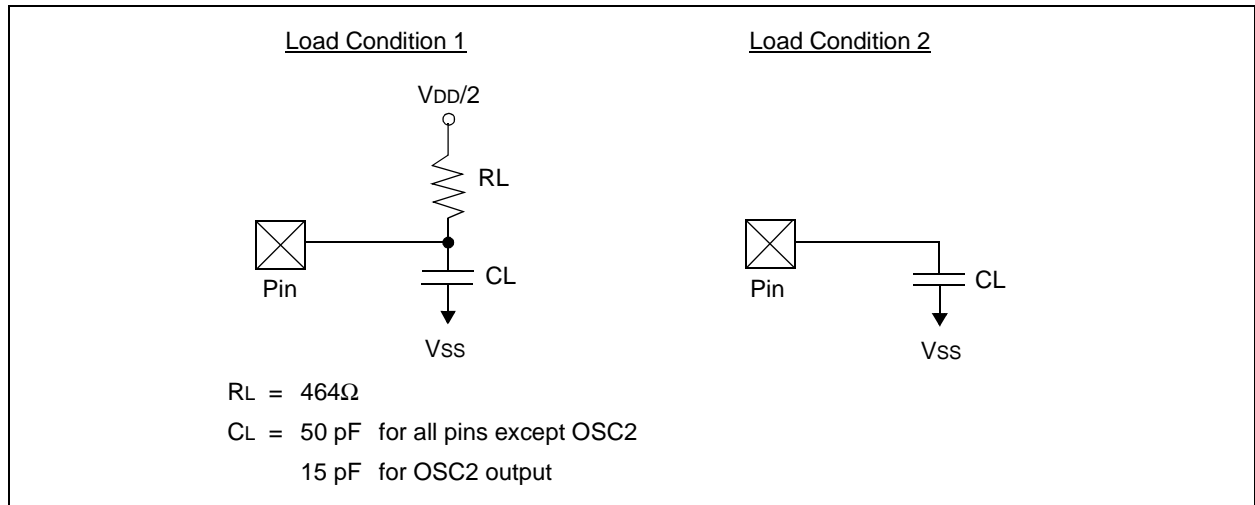 Load Condition 1
VDD/2
RL
Pin
CL
VSS
RL = 464Ω
CL = 50 pF for all pins except OSC2
15 pF for OSC2 output
Load Condition 2
Pin
CL
VSS